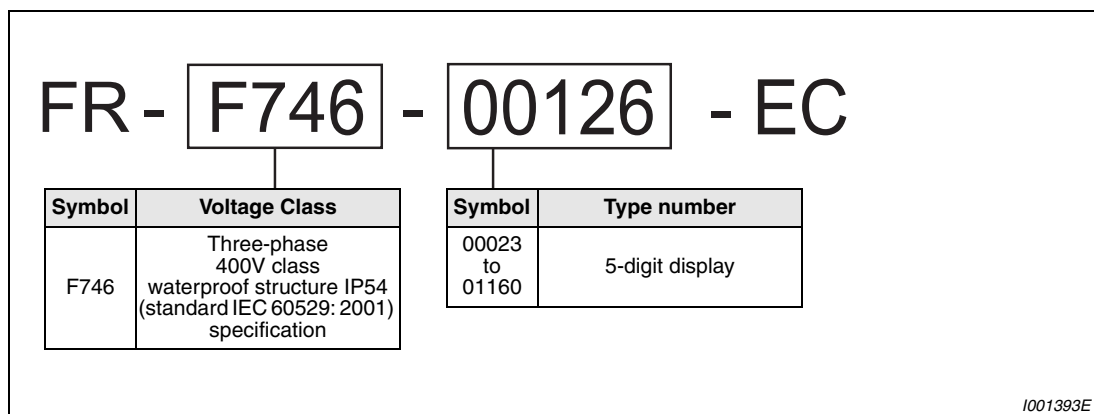 FR - F746 - 00126 - EC
Symbol Voltage Class
F746
Three-phase
400V class
waterproof structure IP54
(standard IEC 60529: 2001)
specification
Symbol Type number
00023
to
01160
5-digit display
I001393E